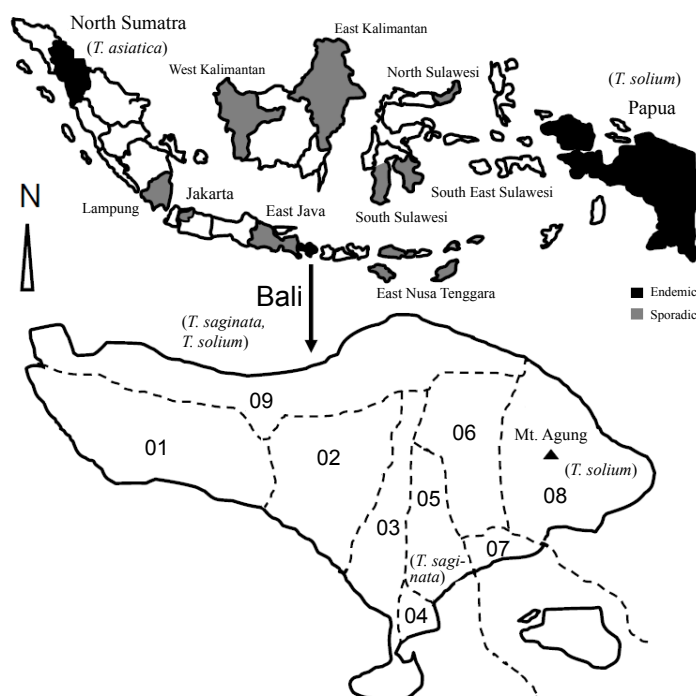 North Sumatra
(T. asiatica)
East Kalimantan
West Kalimantan
North Sulawesi
(T. solium)
Papua
N
Lampung
Jakarta
East Java
South East Sulawesi
South Sulawesi
East Nusa Tenggara
Endemic
Sporadic
Bali
(T. saginata,
T. solium)
09
01
02
06
Mt. Agung
(T. solium)
08
05
03
07
(T. sagi-
nata)
04